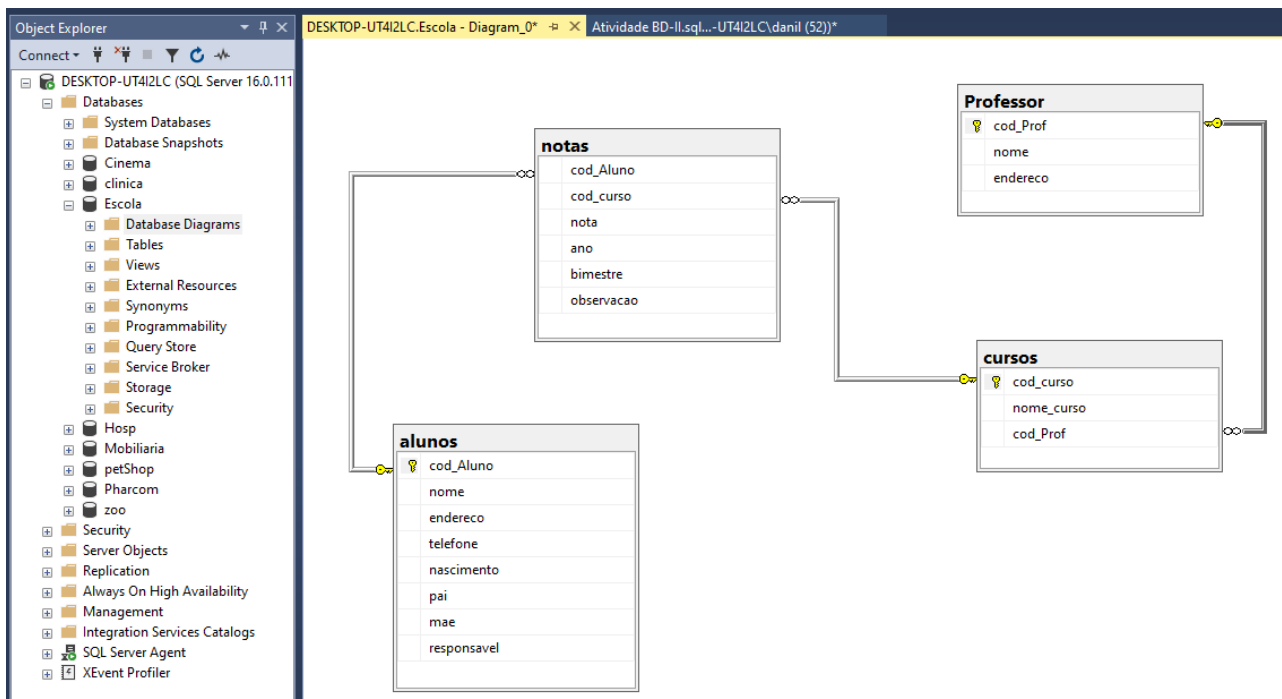 Object Explorer
Connect
DESKTOP-UT4I2LC (SQL Server 16.0.111
Databases
System Databases
Database Snapshots
Cinema
clinica
Escola
Database Diagrams
Tables
Views
External Resources
Synonyms
Programmability
Query Store
Service Broker
Storage
Security
Hosp
Mobiliaria
petShop
Pharcom
zoo
Security
Server Objects
Replication
Always On High Availability
Management
Integration Services Catalogs
SQL Server Agent
XEvent Profiler
DESKTOP-UT4I2LC.Escola - Diagram_0*
Atividade BD-II.sql...-UT4I2LC\danil (52))*
notas
cod_Aluno
cod_curso
nota
ano
bimestre
observacao
Professor
cod_Prof
nome
endereco
cursos
cod_curso
nome_curso
cod_Prof
alunos
cod_Aluno
nome
endereco
telefone
nascimento
pai
mae
responsavel